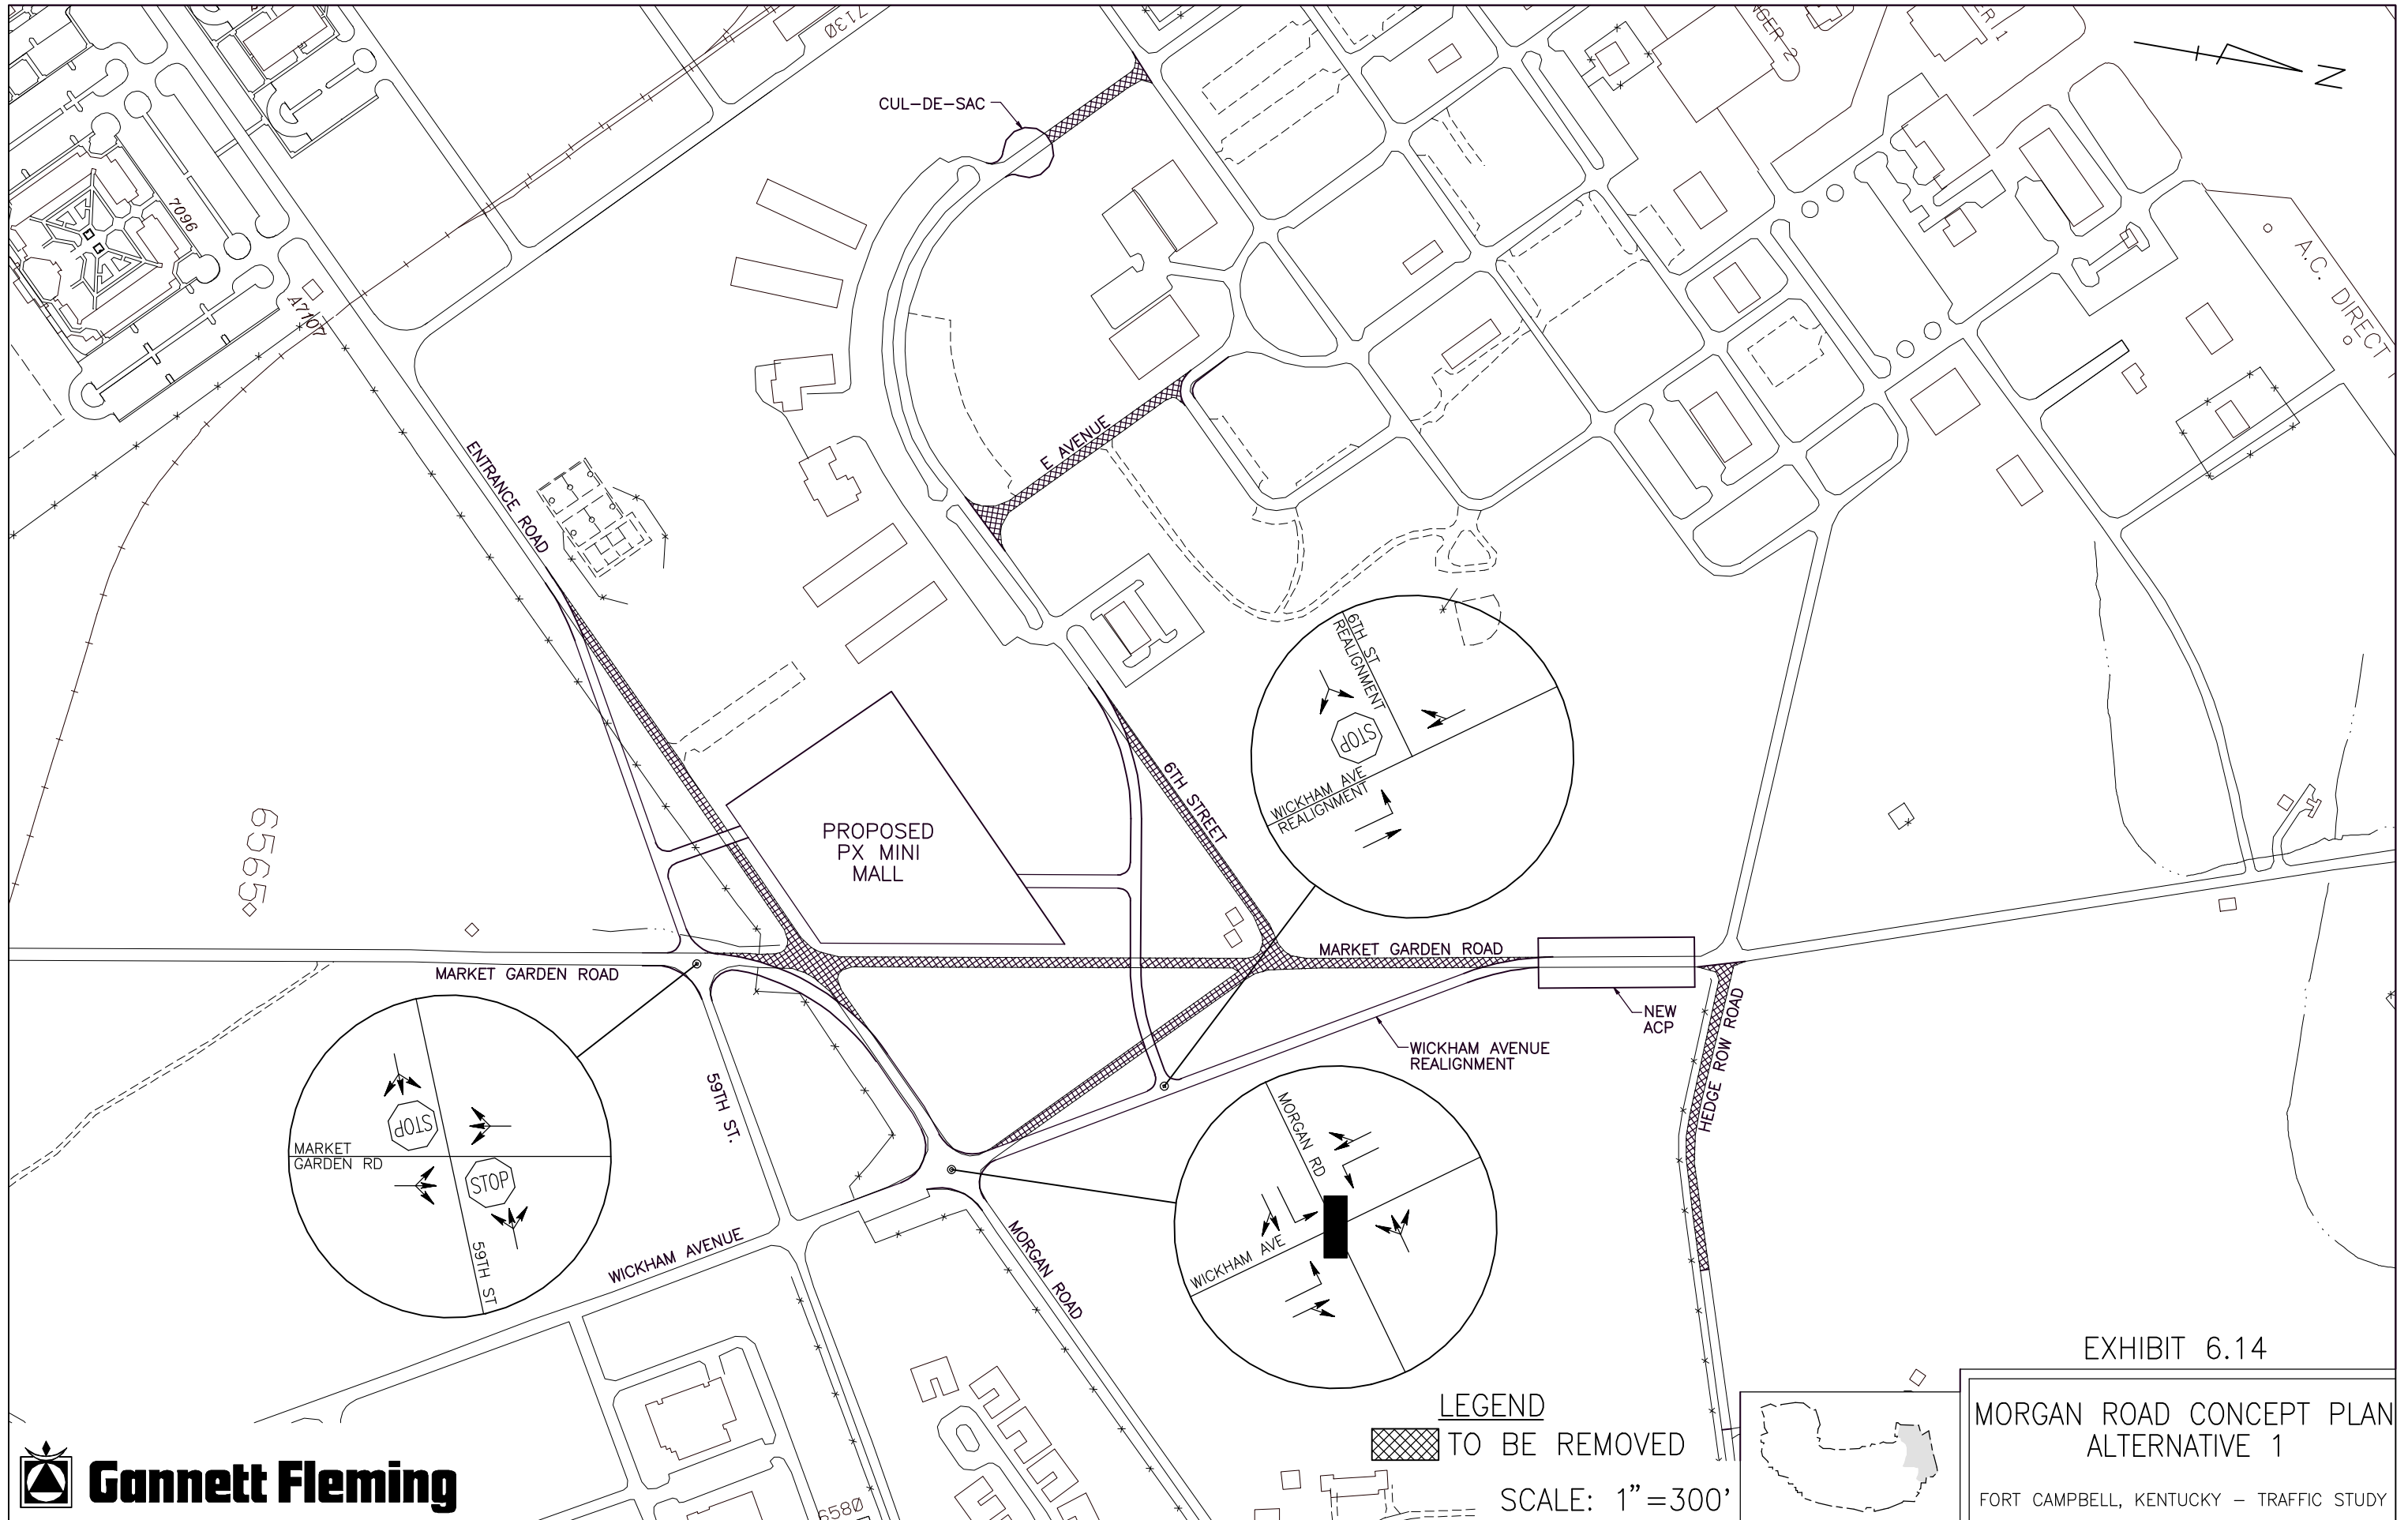 7130
NGER 2
ER 1
N
CUL-DE-SAC
7096
A7107
A.C. DIRECT
ENTRANCE ROAD
E AVENUE
6TH ST
REALIGNMENT
STOP
WICKHAM AVE
REALIGNMENT
6TH STREET
PROPOSED
PX MINI
MALL
6565
MARKET GARDEN ROAD
MARKET GARDEN ROAD
NEW
ACP
WICKHAM AVENUE
REALIGNMENT
HEDGE ROW ROAD
59TH ST.
STOP
MARKET
GARDEN RD
STOP
59TH ST
MORGAN RD
WICKHAM AVE
WICKHAM AVENUE
MORGAN ROAD
6580
EXHIBIT 6.14
LEGEND
TO BE REMOVED
SCALE: 1"=300'
MORGAN ROAD CONCEPT PLAN
ALTERNATIVE 1
FORT CAMPBELL, KENTUCKY – TRAFFIC STUDY
Gannett Fleming